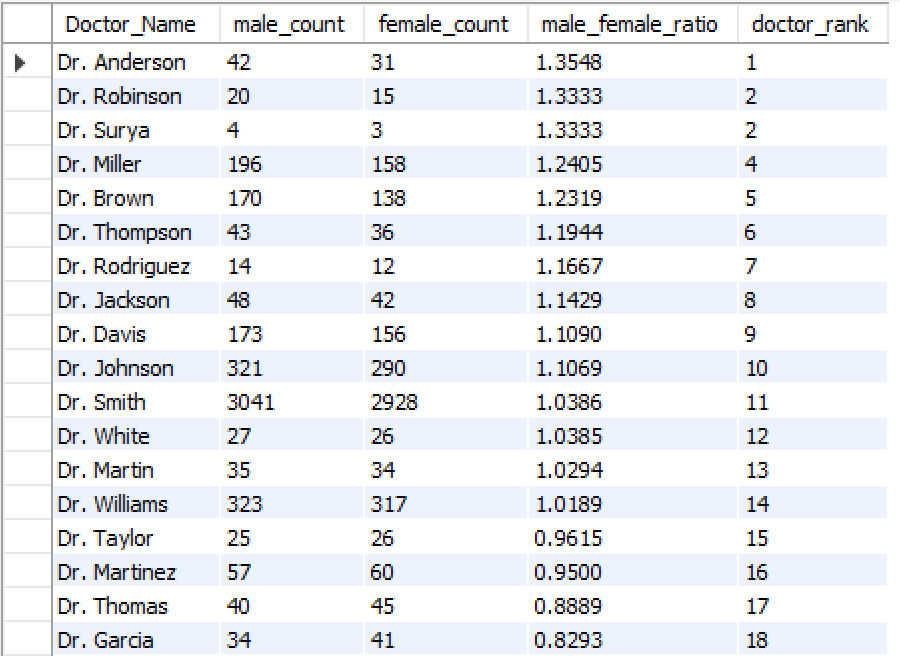 Doctor_Name male_count female_count male_female_ratio doctor_rank
Dr. Anderson 42 31 1.3548 1
Dr. Robinson 20 15 1.3333 2
Dr. Surya 4 3 1.3333 2
Dr. Miller 196 158 1.2405 4
Dr. Brown 170 138 1.2319 5
Dr. Thompson 43 36 1.1944 6
Dr. Rodriguez 14 12 1.1667 7
Dr. Jackson 48 42 1.1429 8
Dr. Davis 173 156 1.1090 9
Dr. Johnson 321 290 1.1069 10
Dr. Smith 3041 2928 1.0386 11
Dr. White 27 26 1.0385 12
Dr. Martin 35 34 1.0294 13
Dr. Williams 323 317 1.0189 14
Dr. Taylor 25 26 0.9615 15
Dr. Martinez 57 60 0.9500 16
Dr. Thomas 40 45 0.8889 17
Dr. Garcia 34 41 0.8293 18